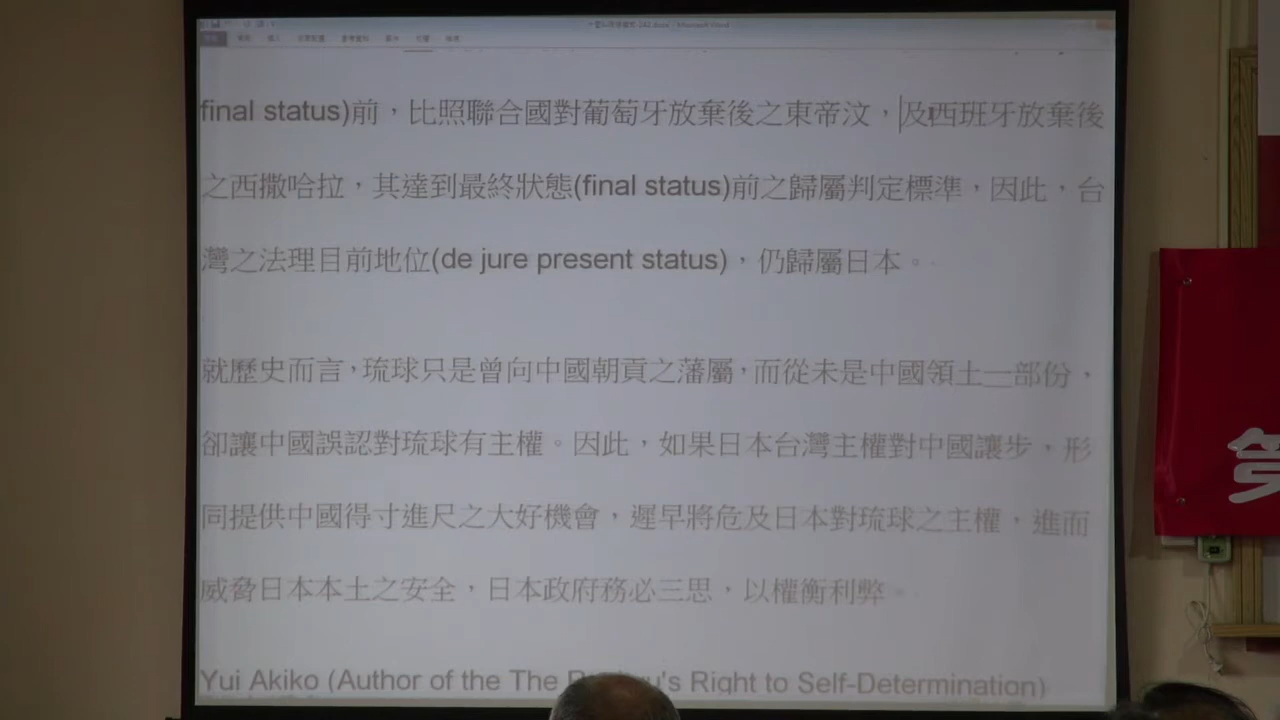 final status)前，比照聯合國對葡萄牙放棄後之東帝汶，及西班牙放棄後
之西撒哈拉，其達到最終狀態(final status)前之歸屬判定標準，因此，台
灣之法理目前地位(de jure present status)，仍歸屬日本。
就歷史而言，琉球只是曾向中國朝貢之藩屬，而從未是中國領土一部份，
卻讓中國誤認對琉球有主權。因此，如果日本台灣主權對中國讓步，形
同提供中國得寸進尺之大好機會，遲早將危及日本對琉球之主權，進而
威脅日本本土之安全，日本政府務必三思，以權衡利弊。
Yui Akiko (Author of the The Right to Self-Determination)
第